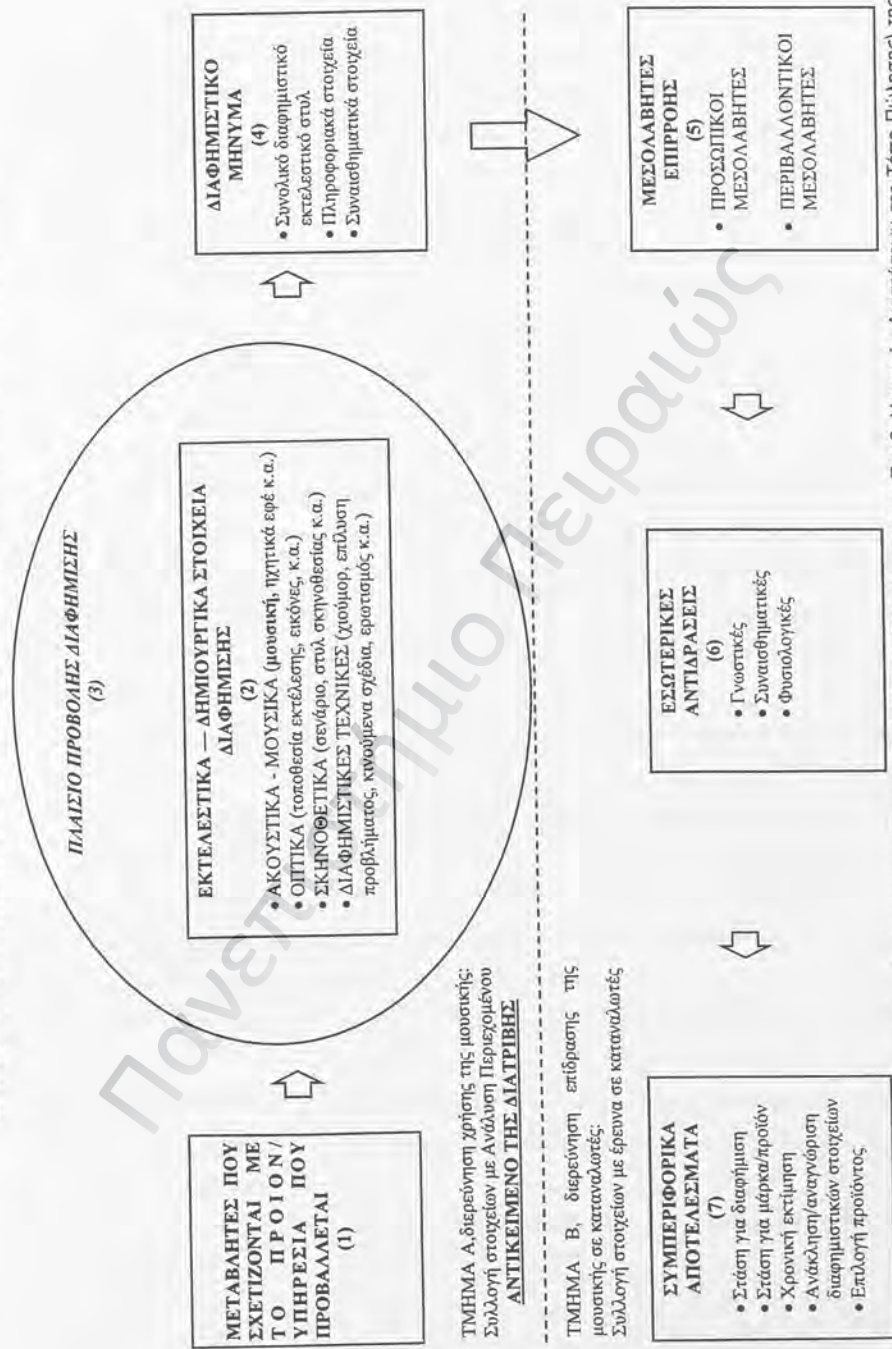 ΠΛΑΙΣΙΟ ΠΡΟΒΟΛΗΣ ΔΙΑΦΗΜΙΣΗΣ
(3)
ΜΕΤΑΒΛΗΤΕΣ ΠΟΥ
ΣΧΕΤΙΖΟΝΤΑΙ ΜΕ
ΤΟ ΠΡΟΙΟΝ/
ΥΠΗΡΕΣΙΑ ΠΟΥ
ΠΡΟΒΑΛΛΕΤΑΙ
(1)
ΕΚΤΕΛΕΣΤΙΚΑ — ΔΗΜΙΟΥΡΓΙΚΑ ΣΤΟΙΧΕΙΑ
ΔΙΑΦΗΜΙΣΗΣ
(2)
• ΑΚΟΥΣΤΙΚΑ - ΜΟΥΣΙΚΑ (μουσική, ηχητικά εφέ κ.α.)
• ΟΠΤΙΚΑ (τοποθεσία εκτέλεσης, εικόνες, κ.α.)
• ΣΚΗΝΟΘΕΤΙΚΑ (σενάριο, στυλ σκηνοθεσίας κ.α.)
• ΔΙΑΦΗΜΙΣΤΙΚΕΣ ΤΕΧΝΙΚΕΣ (χιούμορ, επίλυση
προβλήματος, κινούμενα σχέδια, ερωτισμός κ.α.)
ΔΙΑΦΗΜΙΣΤΙΚΟ
ΜΗΝΥΜΑ
(4)
• Συνολικό διαφημιστικό
εκτελεστικό στυλ
• Πληροφοριακά στοιχεία
• Συναισθηματικά στοιχεία
ΤΜΗΜΑ Α,διερεύνηση χρήσης της μουσικής:
Συλλογή στοιχείων με Ανάλυση Περιεχομένου
ΑΝΤΙΚΕΙΜΕΝΟ ΤΗΣ ΔΙΑΤΡΙΒΗΣ
ΤΜΗΜΑ Β, διερεύνηση επίδρασης της
μουσικής σε καταναλωτές:
Συλλογή στοιχείων με έρευνα σε καταναλωτές
ΣΥΜΠΕΡΙΦΟΡΙΚΑ
ΑΠΟΤΕΛΕΣΜΑΤΑ
(7)
• Στάση για διαφήμιση
• Στάση για μάρκα/προϊόν
• Χρονική εκτίμηση
• Ανάκληση/αναγνώριση
διαφημιστικών στοιχείων
• Επιλογή προϊόντος
ΕΣΩΤΕΡΙΚΕΣ
ΑΝΤΙΔΡΑΣΕΙΣ
(6)
• Γνωστικές
• Συναισθηματικές
• Φυσιολογικές
ΜΕΣΟΛΑΒΗΤΕΣ
ΕΠΙΡΡΟΗΣ
(5)
• ΠΡΟΣΩΠΙΚΟΙ
ΜΕΣΟΛΑΒΗΤΕΣ
• ΠΕΡΙΒΑΛΛΟΝΤΙΚΟΙ
ΜΕΣΟΛΑΒΗΤΕΣ
Πανεπιστήμιο Πειραιώς